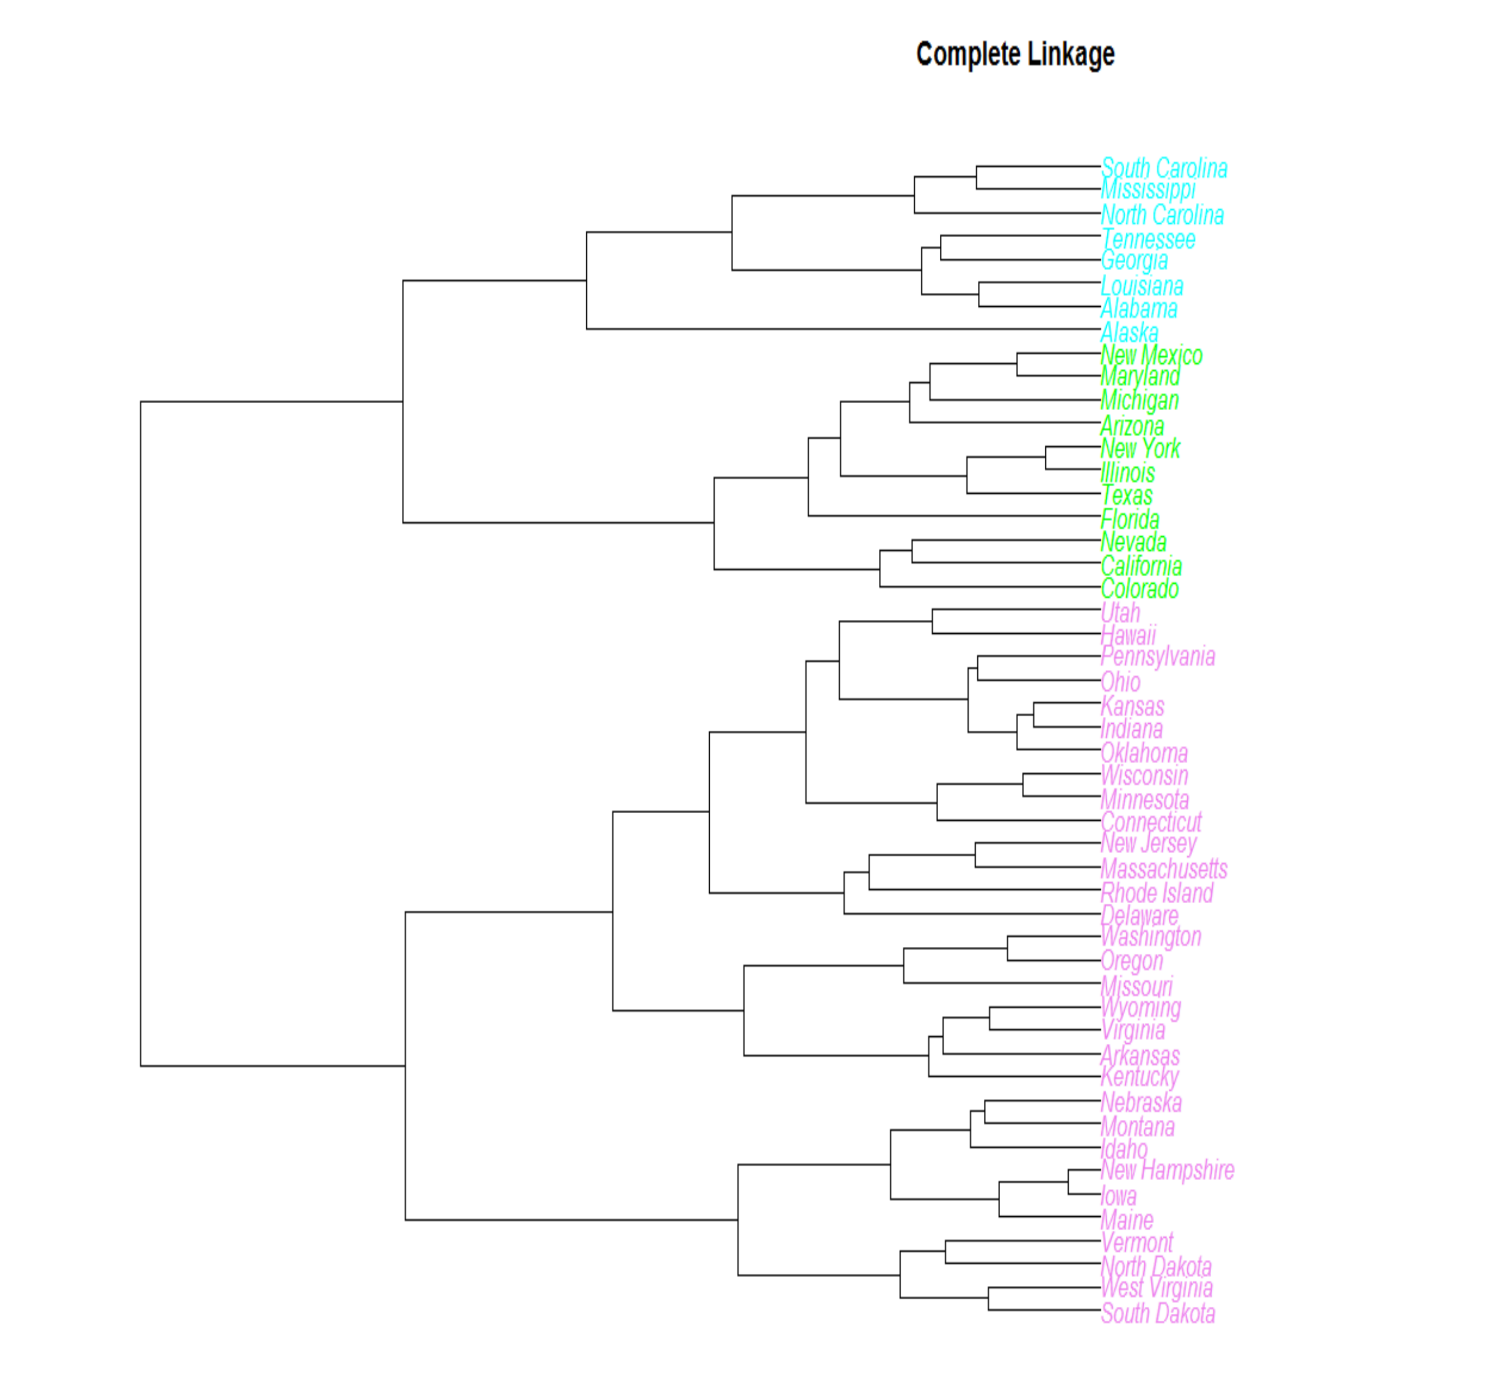 Complete Linkage
South Carolina
Mississippi
North Carolina
Tennessee
Georgia
Louisiana
Alabama
Alaska
New Mexico
Maryland
Michigan
Arizona
New York
Illinois
Texas
Florida
Nevada
California
Colorado
Utah
Hawaii
Pennsylvania
Ohio
Kansas
Indiana
Oklahoma
Wisconsin
Minnesota
Connecticut
New Jersey
Massachusetts
Rhode Island
Delaware
Washington
Oregon
Missouri
Wyoming
Virginia
Arkansas
Kentucky
Nebraska
Montana
Idaho
New Hampshire
Iowa
Maine
Vermont
North Dakota
West Virginia
South Dakota